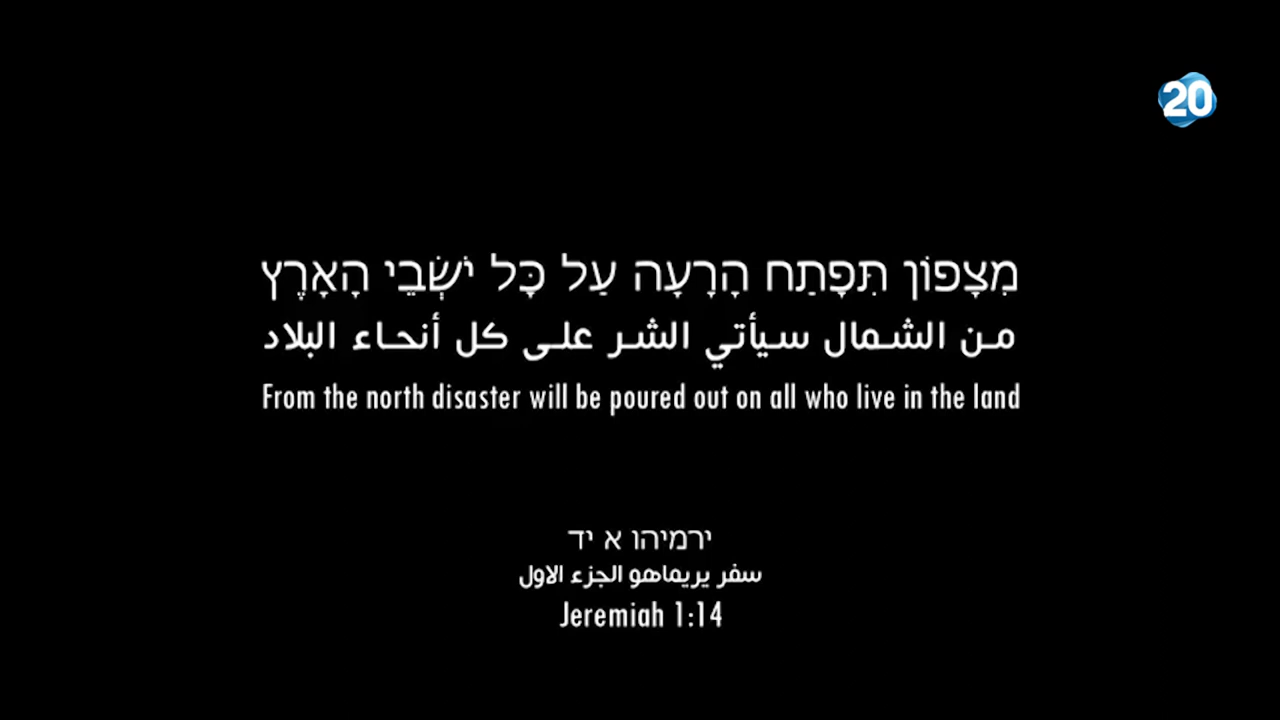 20
מִצָפוֹן תִּפָּתַח הָרָעָה עַל כָּל יֹשְׂבֵי הָאָרֶץ
من الشمال سيأتي الشر على كل أنحاء البلاد
From the north disaster will be poured out on all who live in the land
ירמיהו א יד
سفر يريماهو الجزء الاول
Jeremiah 1:14